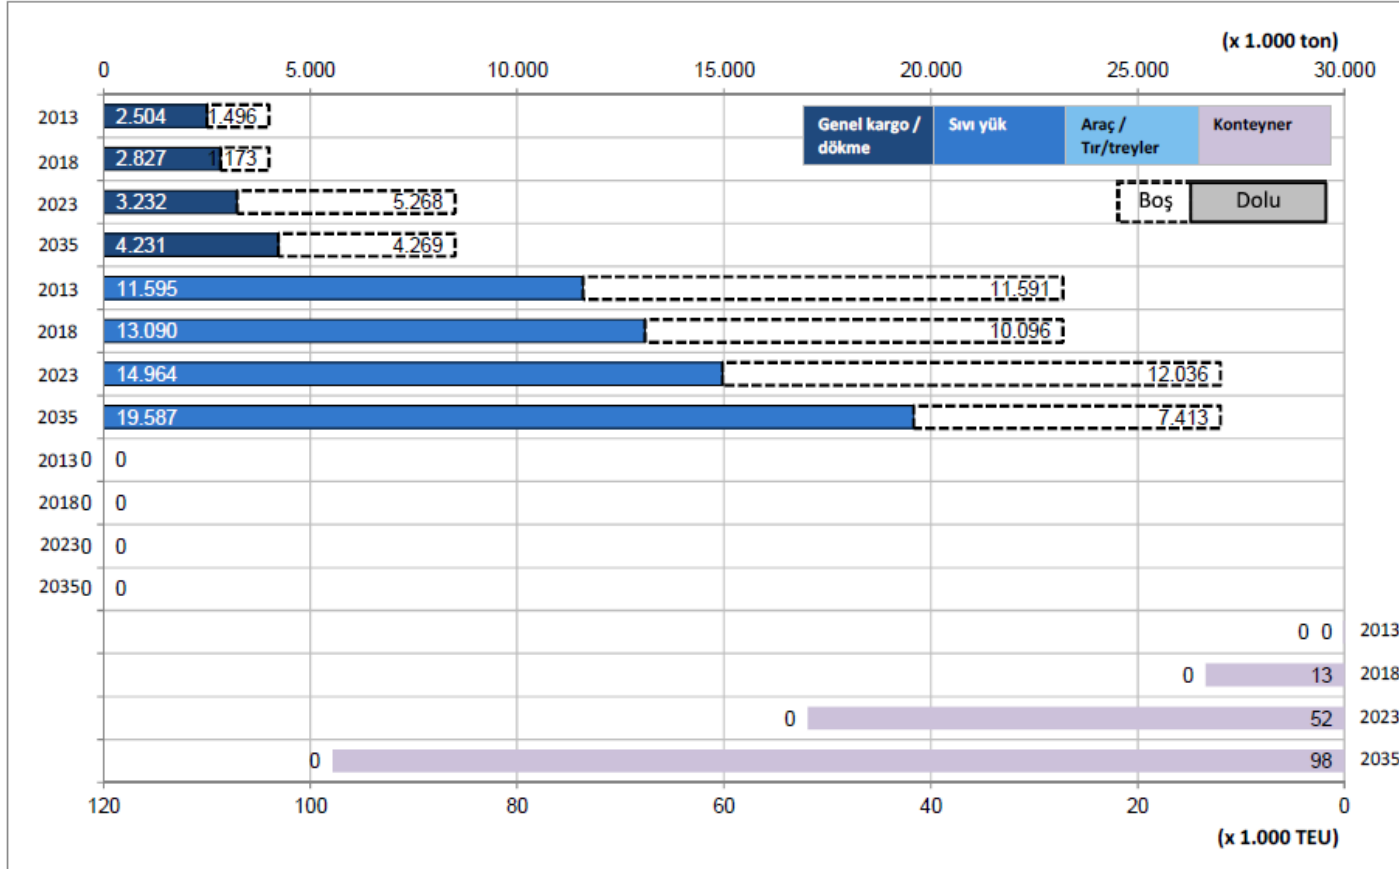 (x 1.000 ton)
0 5.000 10.000 15.000 20.000 25.000 30.000
Genel kargo / dökme
Sıvı yük
Araç / Tır/treyler
Konteyner
Boş Dolu
2013 2.504 1.496
2018 2.827 1.173
2023 3.232 5.268
2035 4.231 4.269
2013 11.595 11.591
2018 13.090 10.096
2023 14.964 12.036
2035 19.587 7.413
2013 0 0
2018 0 0
2023 0 0
2035 0 0
0 0 2013
0 13 2018
0 52 2023
0 98 2035
120 100 80 60 40 20 0
(x 1.000 TEU)